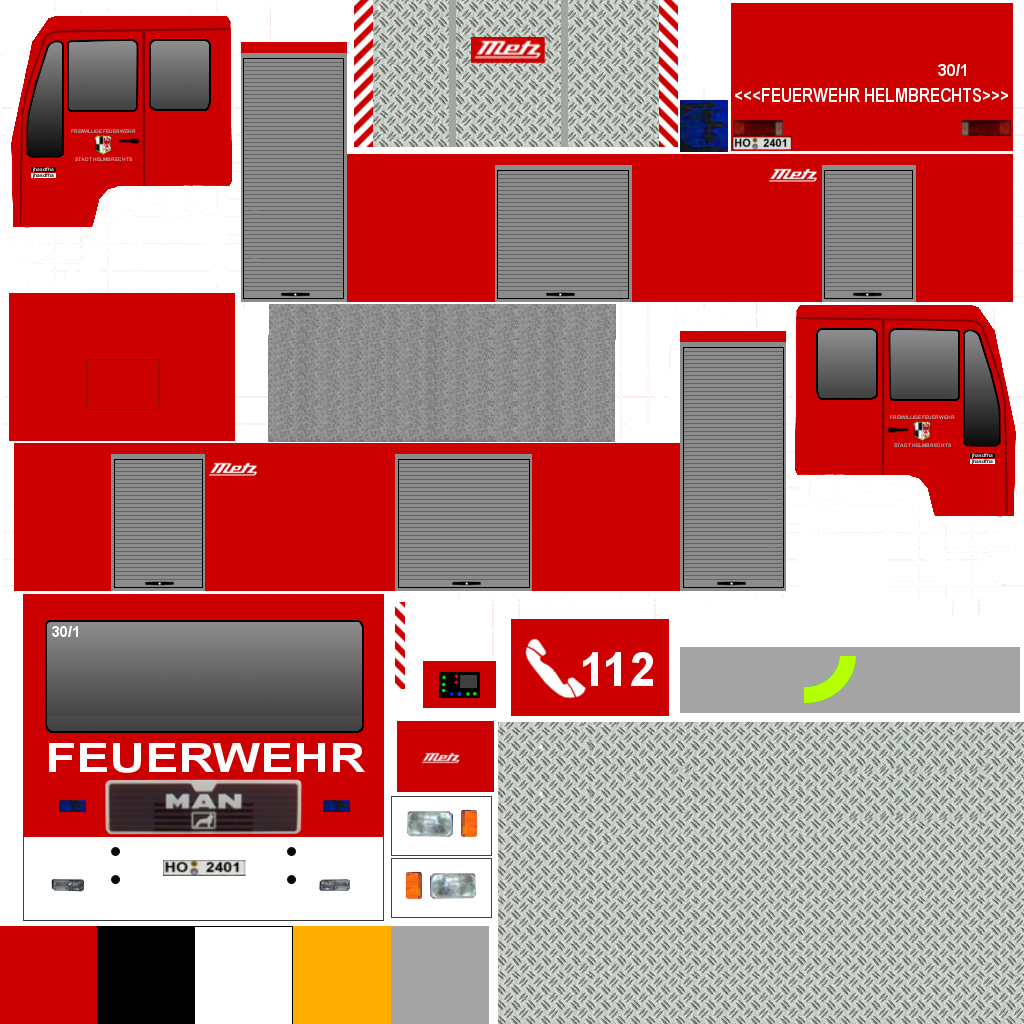 Metz
30/1
<<<FEUERWEHR HELMBRECHTS>>>
HO 2401
FREIWILLIGE FEUERWEHR
STADT HELMBRECHTS
Metz
FREIWILLIGE FEUERWEHR
STADT HELMBRECHTS
Metz
30/1
112
FEUERWEHR
Metz
MAN
HO 2401